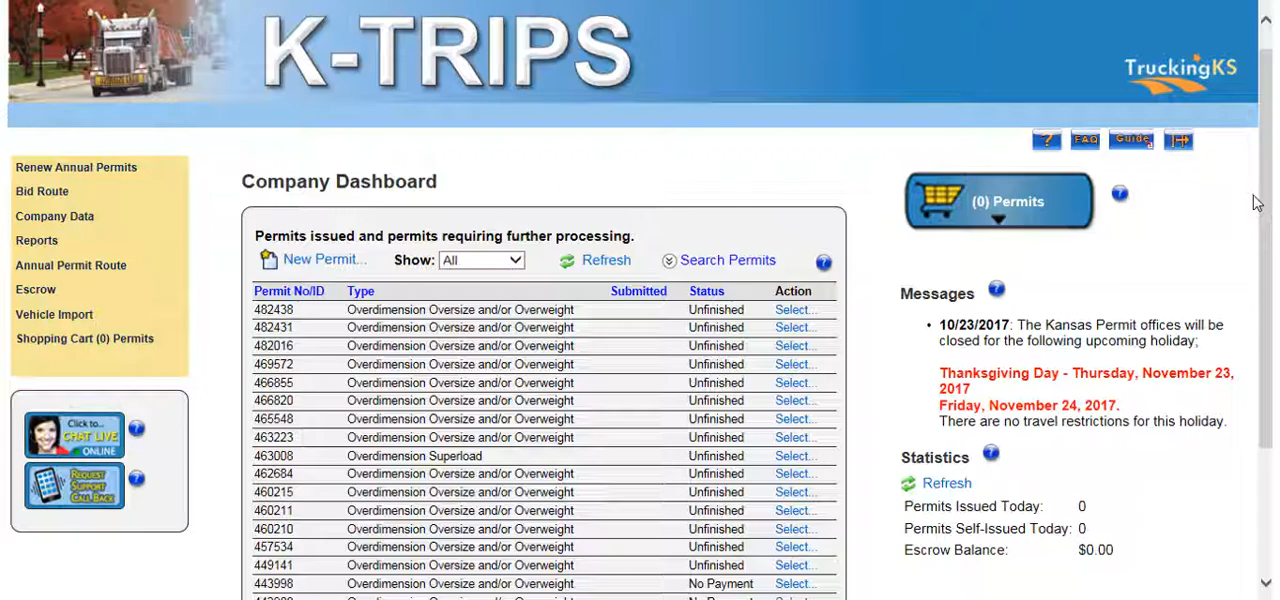 K-TRIPS
TruckingKS
? FAQ Guide
Renew Annual Permits
Bid Route
Company Data
Reports
Annual Permit Route
Escrow
Vehicle Import
Shopping Cart (0) Permits
Click to...
CHAT LIVE
ONLINE
?
REQUEST
SUPPORT
CALL BACK
?
Company Dashboard
Permits issued and permits requiring further processing.
New Permit... Show: All Refresh Search Permits ?
Permit No/ID Type Submitted Status Action
482438 Overdimension Oversize and/or Overweight Unfinished Select...
482431 Overdimension Oversize and/or Overweight Unfinished Select...
482016 Overdimension Oversize and/or Overweight Unfinished Select...
469572 Overdimension Oversize and/or Overweight Unfinished Select...
466855 Overdimension Oversize and/or Overweight Unfinished Select...
466820 Overdimension Oversize and/or Overweight Unfinished Select...
465548 Overdimension Oversize and/or Overweight Unfinished Select...
463223 Overdimension Oversize and/or Overweight Unfinished Select...
463008 Overdimension Superload Unfinished Select...
462684 Overdimension Oversize and/or Overweight Unfinished Select...
460215 Overdimension Oversize and/or Overweight Unfinished Select...
460211 Overdimension Oversize and/or Overweight Unfinished Select...
460210 Overdimension Oversize and/or Overweight Unfinished Select...
457534 Overdimension Oversize and/or Overweight Unfinished Select...
449141 Overdimension Oversize and/or Overweight Unfinished Select...
443998 Overdimension Oversize and/or Overweight No Payment Select...
(0) Permits ?
Messages ?
• 10/23/2017: The Kansas Permit offices will be
closed for the following upcoming holiday;
Thanksgiving Day - Thursday, November 23,
2017
Friday, November 24, 2017.
There are no travel restrictions for this holiday.
Statistics ?
Refresh
Permits Issued Today: 0
Permits Self-Issued Today: 0
Escrow Balance: $0.00